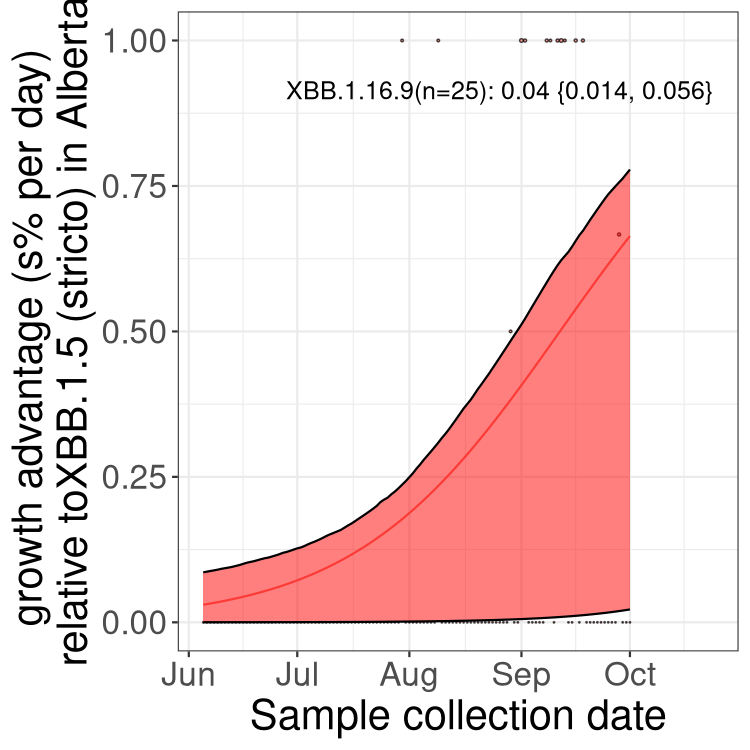 growth advantage (s% per day)
relative toXBB.1.5 (stricto) in Alberta
1.00
XBB.1.16.9(n=25): 0.04 {0.014, 0.056}
0.75
0.50
0.25
0.00
Jun Jul Aug Sep Oct
Sample collection date